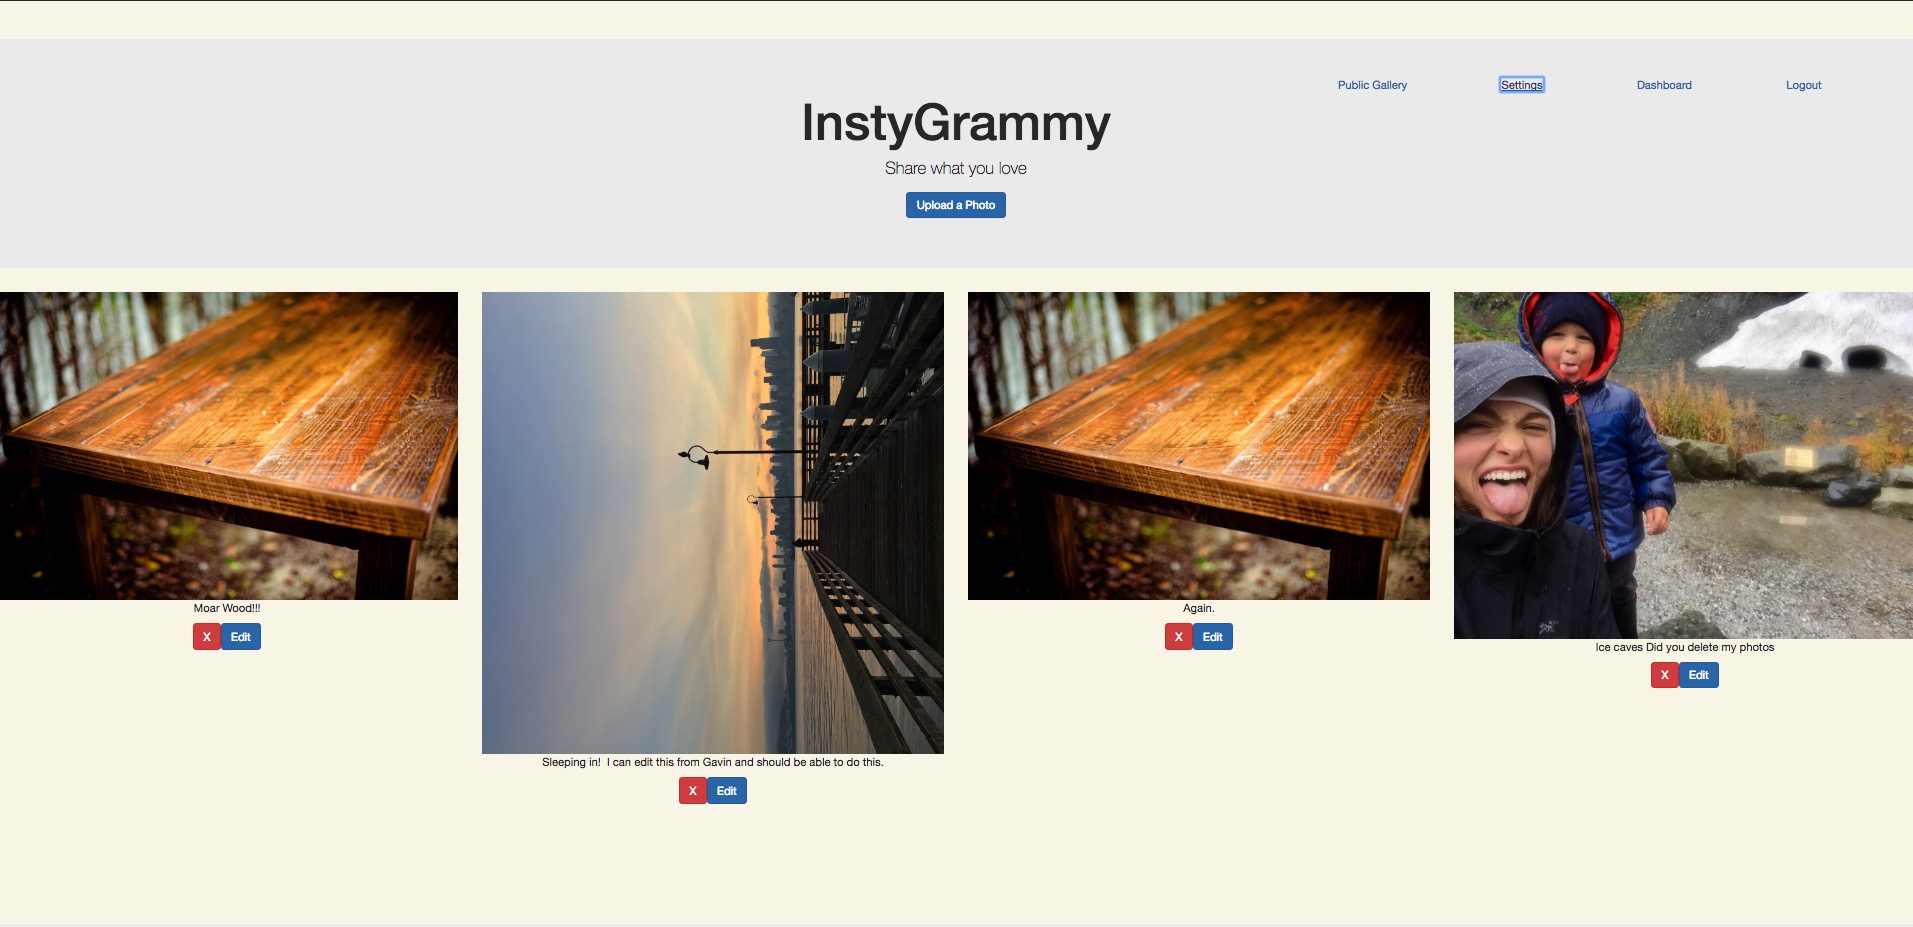 Public Gallery
Settings
Dashboard
Logout
InstyGrammy
Share what you love
Upload a Photo
Moar Wood!!!
X Edit
Sleeping in!  I can edit this from Gavin and should be able to do this.
X Edit
Again.
X Edit
Ice caves Did you delete my photos
X Edit